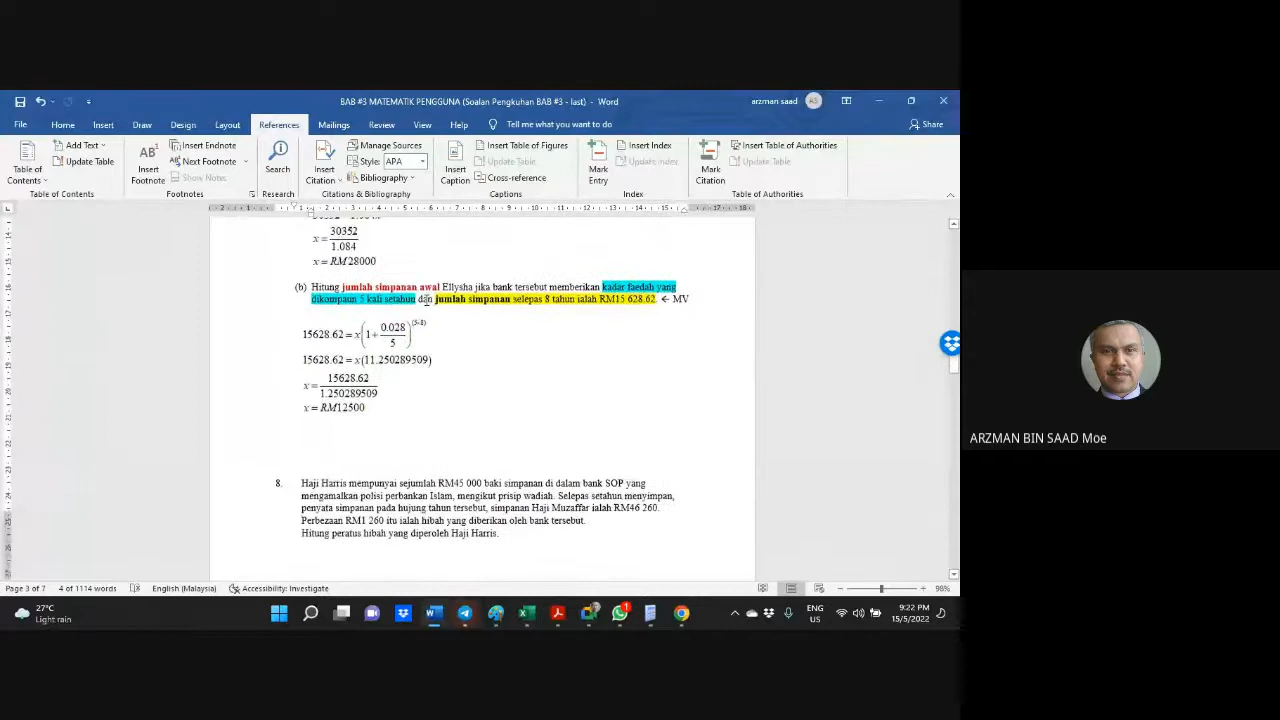 BAB #3 MATEMATIK PENGGUNA (Soalan Pengkuhan BAB #3 - last) - Word
arzman saad
AS
File Home Insert Draw Design Layout References Mailings Review View Help Tell me what you want to do Share
Table of Contents
Add Text
Update Table
Table of Contents
AB¹
Insert Footnote
Insert Endnote
Next Footnote
Show Notes
Footnotes
Search
Research
Insert Citation
Manage Sources
Style: APA
Bibliography
Citations & Bibliography
Insert Caption
Insert Table of Figures
Update Table
Cross-reference
Captions
Mark Entry
Insert Index
Update Index
Index
Mark Citation
Insert Table of Authorities
Update Table
Table of Authorities
x = 30352 / 1.084
x = RM28000
(b) Hitung jumlah simpanan awal Ellysha jika bank tersebut memberikan kadar faedah yang
dikompaun 5 kali setahun dan jumlah simpanan selepas 8 tahun ialah RM15 628.62. ← MV
15628.62 = x(1 + 0.028/5)^(5×8)
15628.62 = x(11.250289509)
x = 15628.62 / 1.250289509
x = RM12500
8. Haji Harris mempunyai sejumlah RM45 000 baki simpanan di dalam bank SOP yang
mengamalkan polisi perbankan Islam, mengikut prisip wadiah. Selepas setahun menyimpan,
penyata simpanan pada hujung tahun tersebut, simpanan Haji Muzaffar ialah RM46 260.
Perbezaan RM1 260 itu ialah hibah yang diberikan oleh bank tersebut.
Hitung peratus hibah yang diperoleh Haji Harris.
Page 3 of 7 4 of 1114 words English (Malaysia) Accessibility: Investigate 98%
27°C
Light rain
ENG
US
9:22 PM
15/5/2022
ARZMAN BIN SAAD Moe